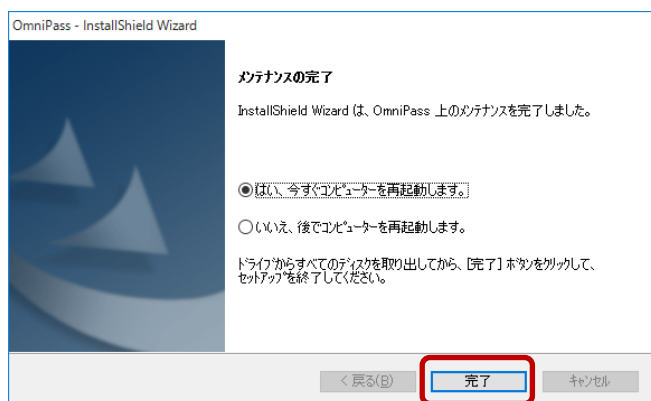 OmniPass - InstallShield Wizard
ﾒﾝﾃﾅﾝｽの完了
InstallShield Wizard は、OmniPass 上のﾒﾝﾃﾅﾝｽを完了しました。
はい、今すぐｺﾝﾋﾟｭｰﾀｰを再起動します。
いいえ、後でｺﾝﾋﾟｭｰﾀｰを再起動します。
ﾄﾞﾗｲﾌﾞからすべてのﾃﾞｨｽｸを取り出してから、[完了] ﾎﾞﾀﾝをｸﾘｯｸして、
ｾｯﾄｱｯﾌﾟを終了してください。
< 戻る(B) 完了 ｷｬﾝｾﾙ